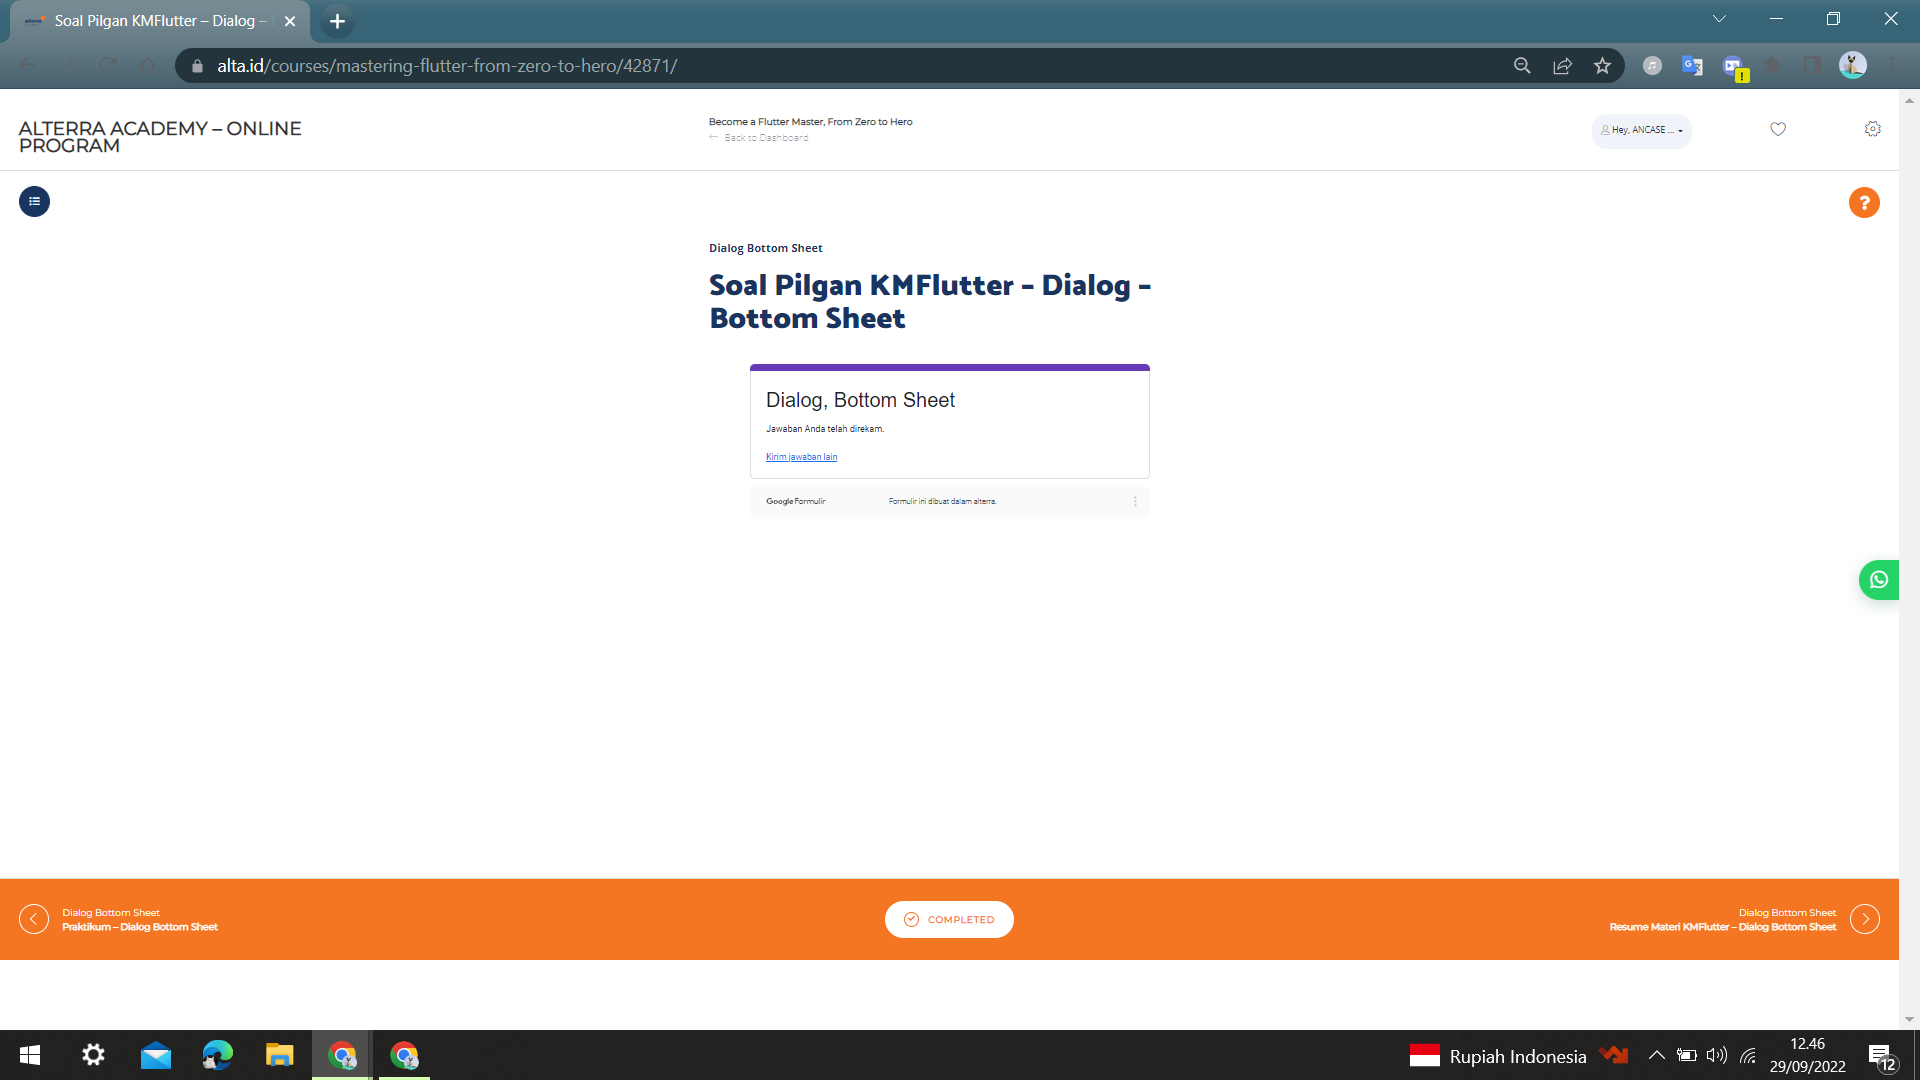 Soal Pilgan KMFlutter – Dialog –
alta.id/courses/mastering-flutter-from-zero-to-hero/42871/
ALTERRA ACADEMY – ONLINE
PROGRAM
Become a Flutter Master, From Zero to Hero
Back to Dashboard
Hey, ANCASE ...
?
Dialog Bottom Sheet
Soal Pilgan KMFlutter – Dialog –
Bottom Sheet
Dialog, Bottom Sheet
Jawaban Anda telah direkam.
Kirim jawaban lain
Google Formulir
Formulir ini dibuat dalam alterra.
Dialog Bottom Sheet
Praktikum – Dialog Bottom Sheet
COMPLETED
Dialog Bottom Sheet
Resume Materi KMFlutter – Dialog Bottom Sheet
Rupiah Indonesia
12.46
29/09/2022
12